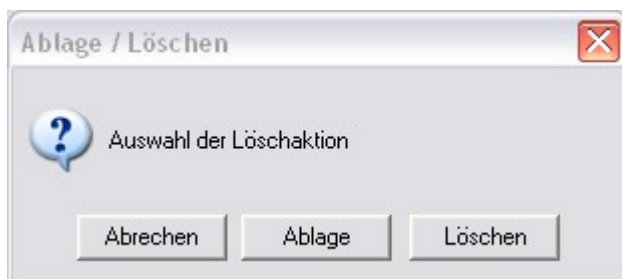 Ablage / Löschen
Auswahl der Löschaktion
Abrechen Ablage Löschen